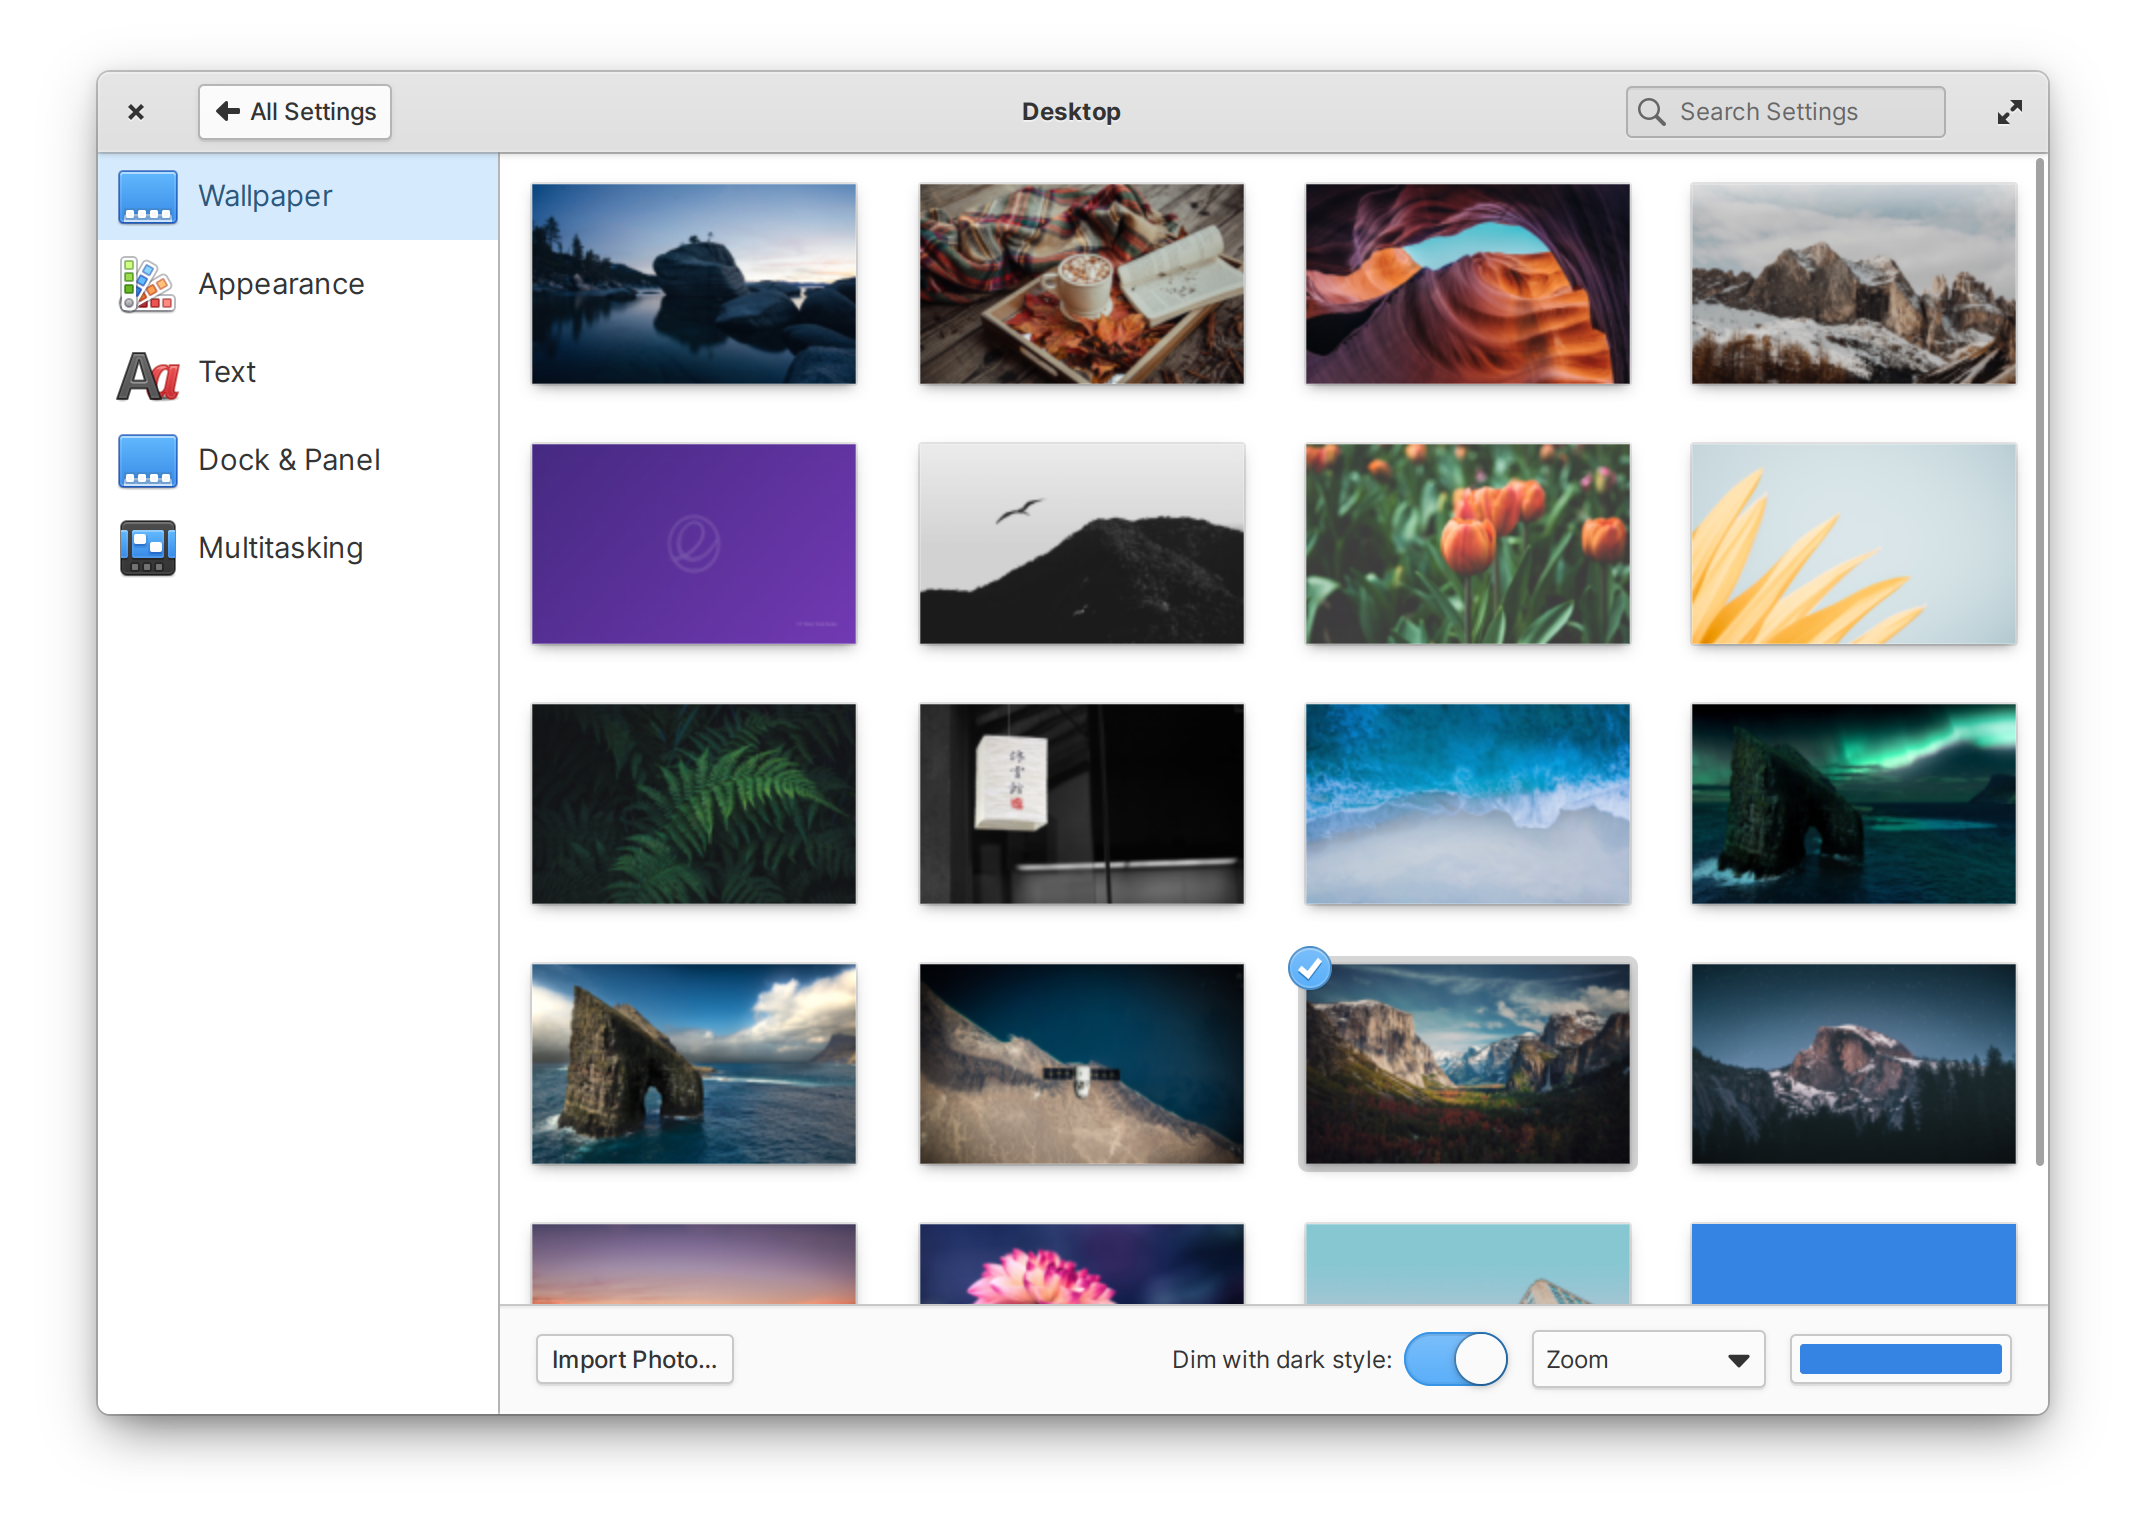 All Settings
Desktop
Search Settings
Wallpaper
Appearance
Text
Dock & Panel
Multitasking
Import Photo...
Dim with dark style:
Zoom